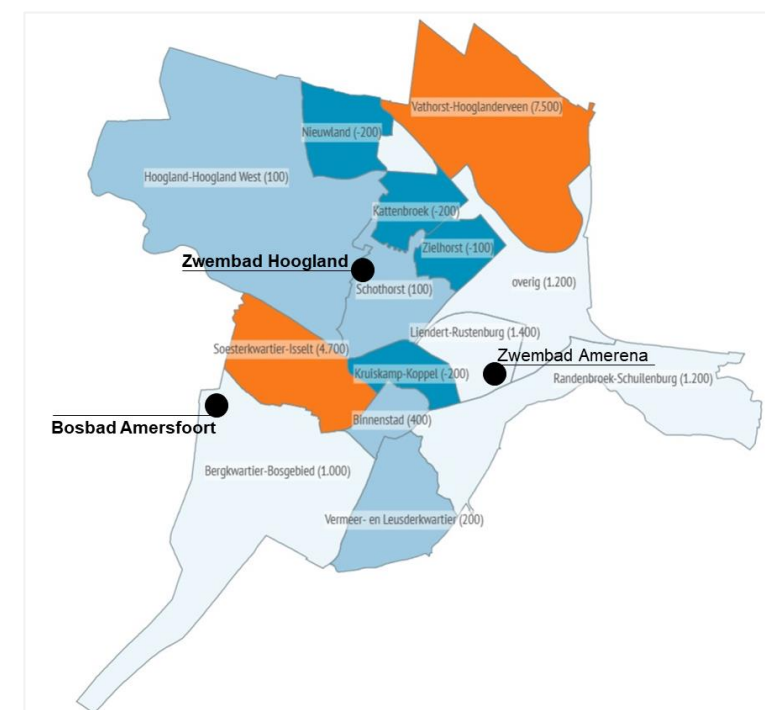 Vathorst-Hooglanderveen (7.500)
Nieuwland (-200)
Hoogland-Hoogland West (100)
Kattenbroek (-200)
Zielhorst (-100)
Zwembad Hoogland
Schothorst (100)
overig (1.200)
Liendert-Rustenburg (1.400)
Soesterkwartier-Isselt (4.700)
Zwembad Amerena
Kruiskamp-Koppel (-200)
Randenbroek-Schuilenburg (1.200)
Binnenstad (400)
Bosbad Amersfoort
Bergkwartier-Bosgebied (1.000)
Vermeer- en Leusderkwartier (200)